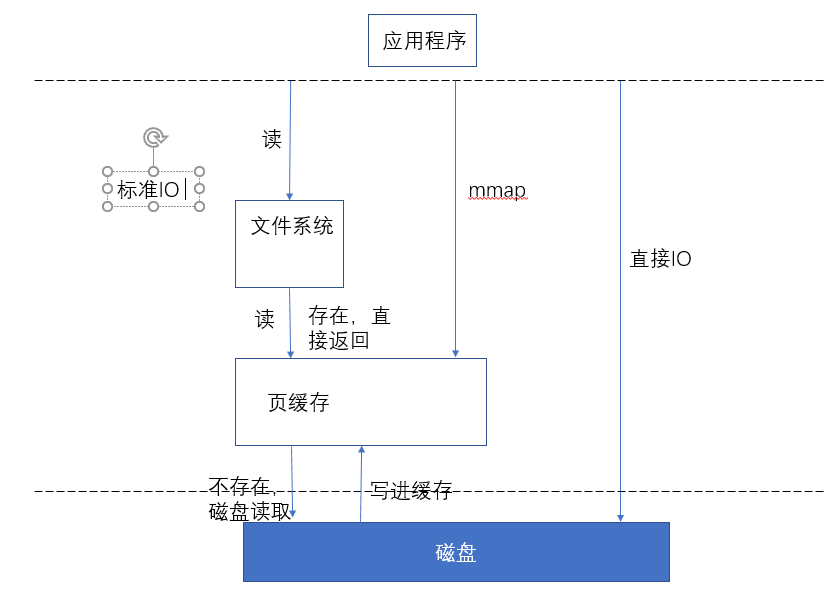 应用程序
读
标准IO
mmap
文件系统
直接IO
读
存在，直
接返回
页缓存
不存在，
磁盘读取
写进缓存
磁盘